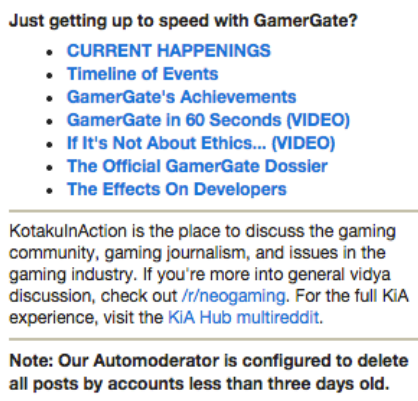 Just getting up to speed with GamerGate?
• CURRENT HAPPENINGS
• Timeline of Events
• GamerGate's Achievements
• GamerGate in 60 Seconds (VIDEO)
• If It's Not About Ethics... (VIDEO)
• The Official GamerGate Dossier
• The Effects On Developers
KotakuInAction is the place to discuss the gaming
community, gaming journalism, and issues in the
gaming industry. If you're more into general vidya
discussion, check out /r/neogaming. For the full KiA
experience, visit the KiA Hub multireddit.
Note: Our Automoderator is configured to delete
all posts by accounts less than three days old.